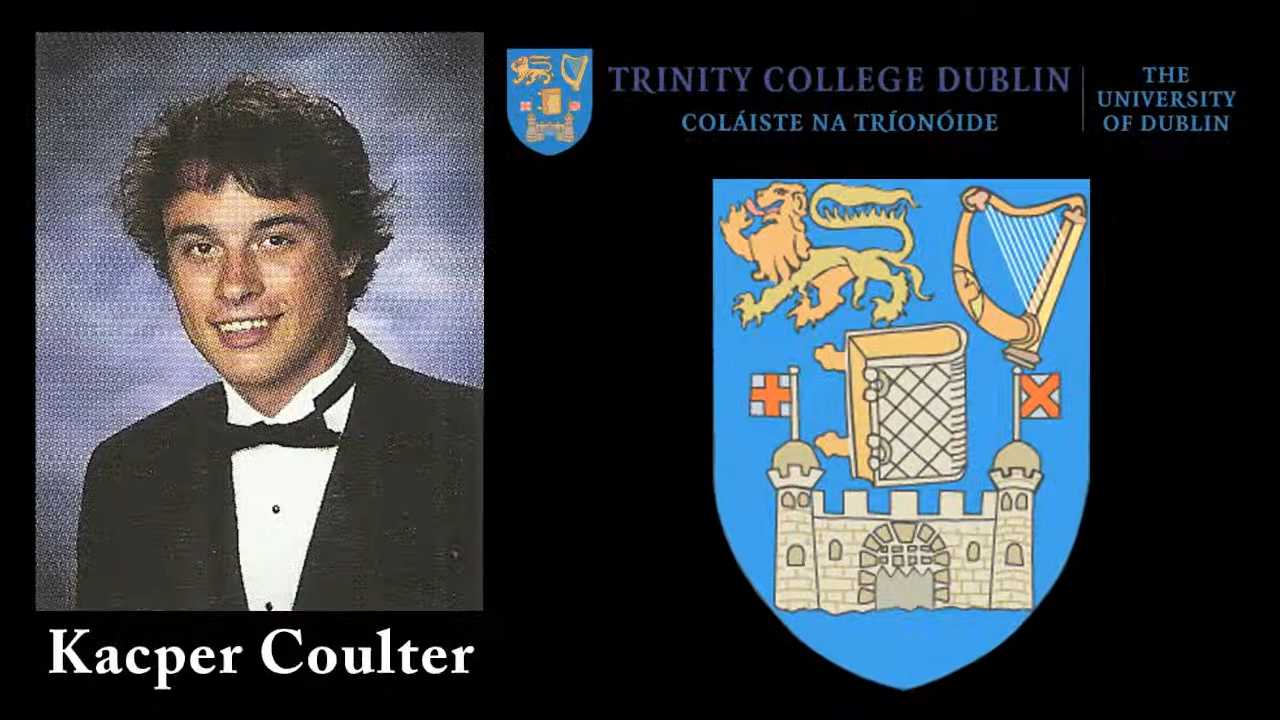 TRINITY COLLEGE DUBLIN
COLÁISTE NA TRÍONÓIDE
THE
UNIVERSITY
OF DUBLIN
Kacper Coulter